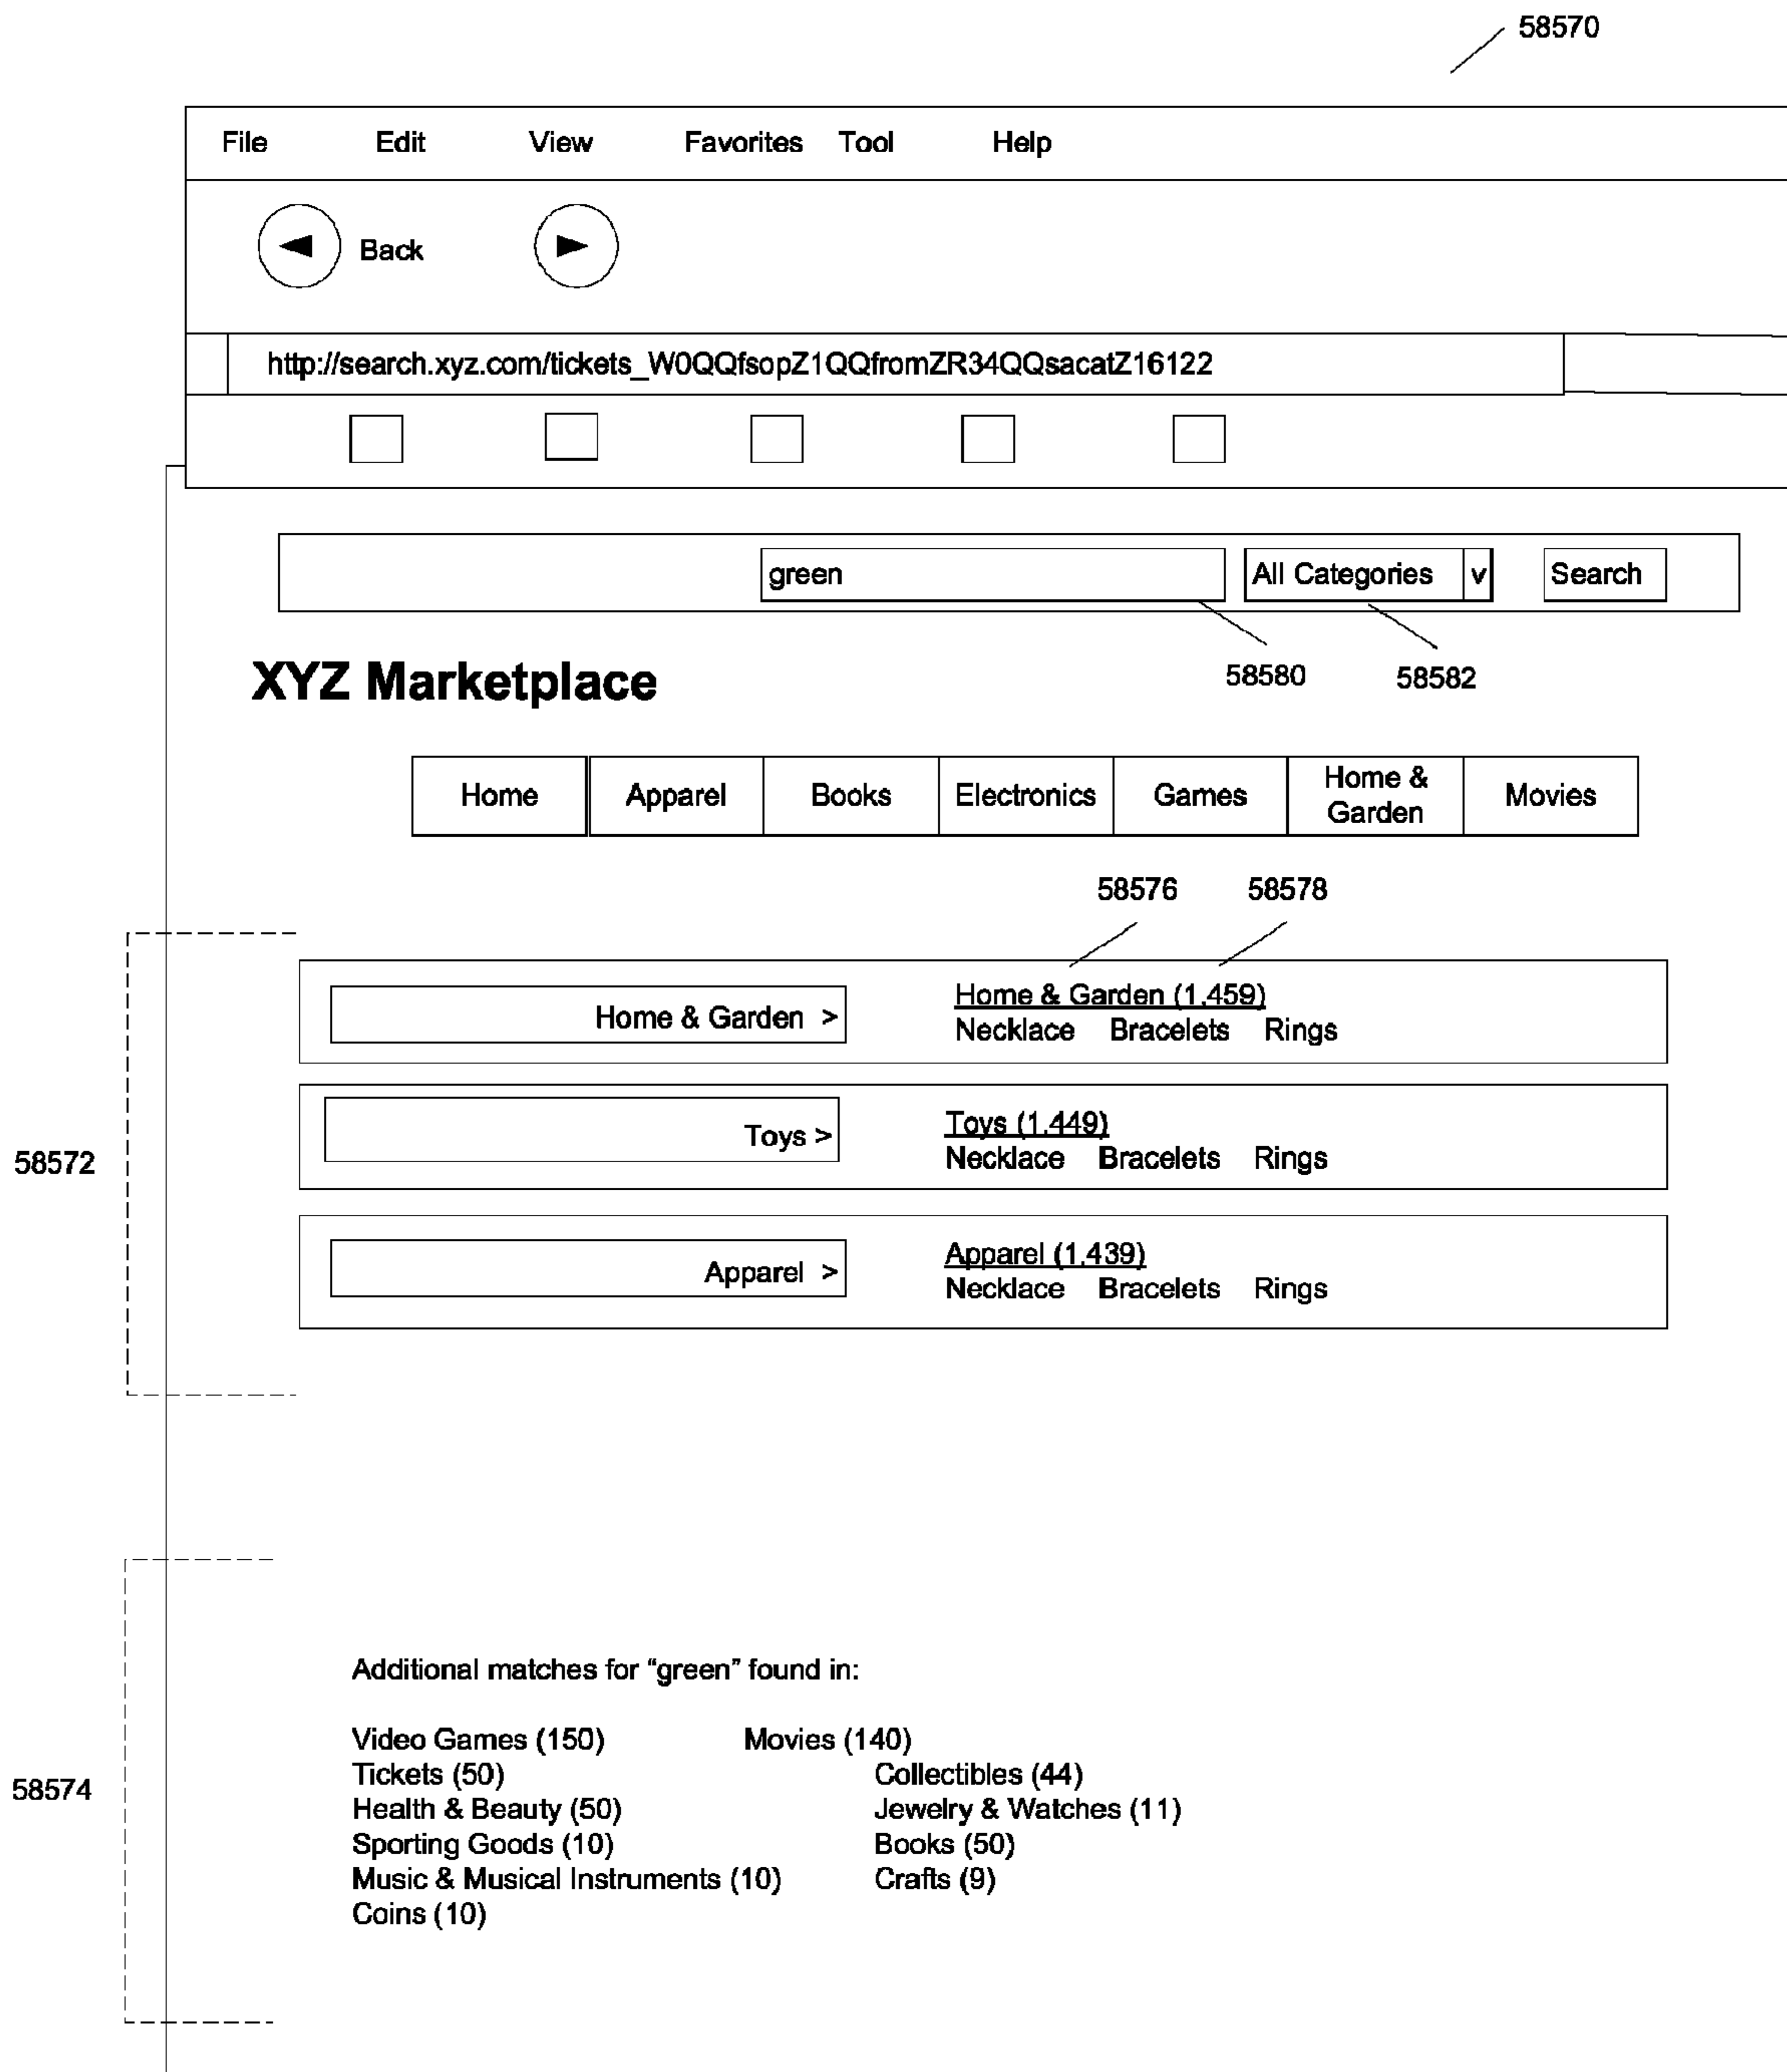 58570
File Edit View Favorites Tool Help
Back
http://search.xyz.com/tickets_W0QQfsopZ1QQfromZR34QQsacatZ16122
green All Categories v Search
58580 58582
XYZ Marketplace
Home Apparel Books Electronics Games Home & Garden Movies
58576 58578
Home & Garden >
Home & Garden (1,459)
Necklace Bracelets Rings
58572
Toys >
Toys (1,449)
Necklace Bracelets Rings
Apparel >
Apparel (1,439)
Necklace Bracelets Rings
58574
Additional matches for “green” found in:
Video Games (150) Movies (140)
Tickets (50) Collectibles (44)
Health & Beauty (50) Jewelry & Watches (11)
Sporting Goods (10) Books (50)
Music & Musical Instruments (10) Crafts (9)
Coins (10)